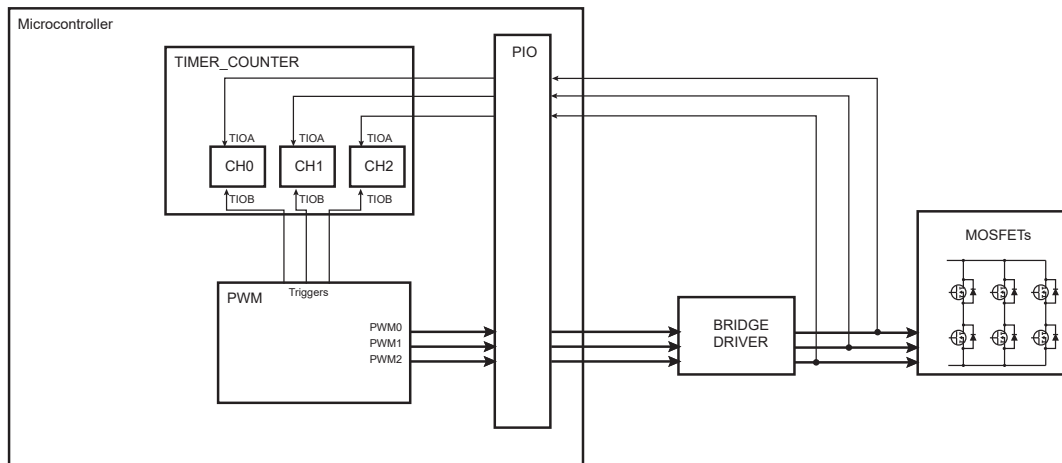 Microcontroller
PIO
TIMER_COUNTER
TIOA TIOA TIOA
CH0 CH1 CH2
TIOB TIOB TIOB
MOSFETs
Triggers
PWM
BRIDGE
DRIVER
PWM0
PWM1
PWM2